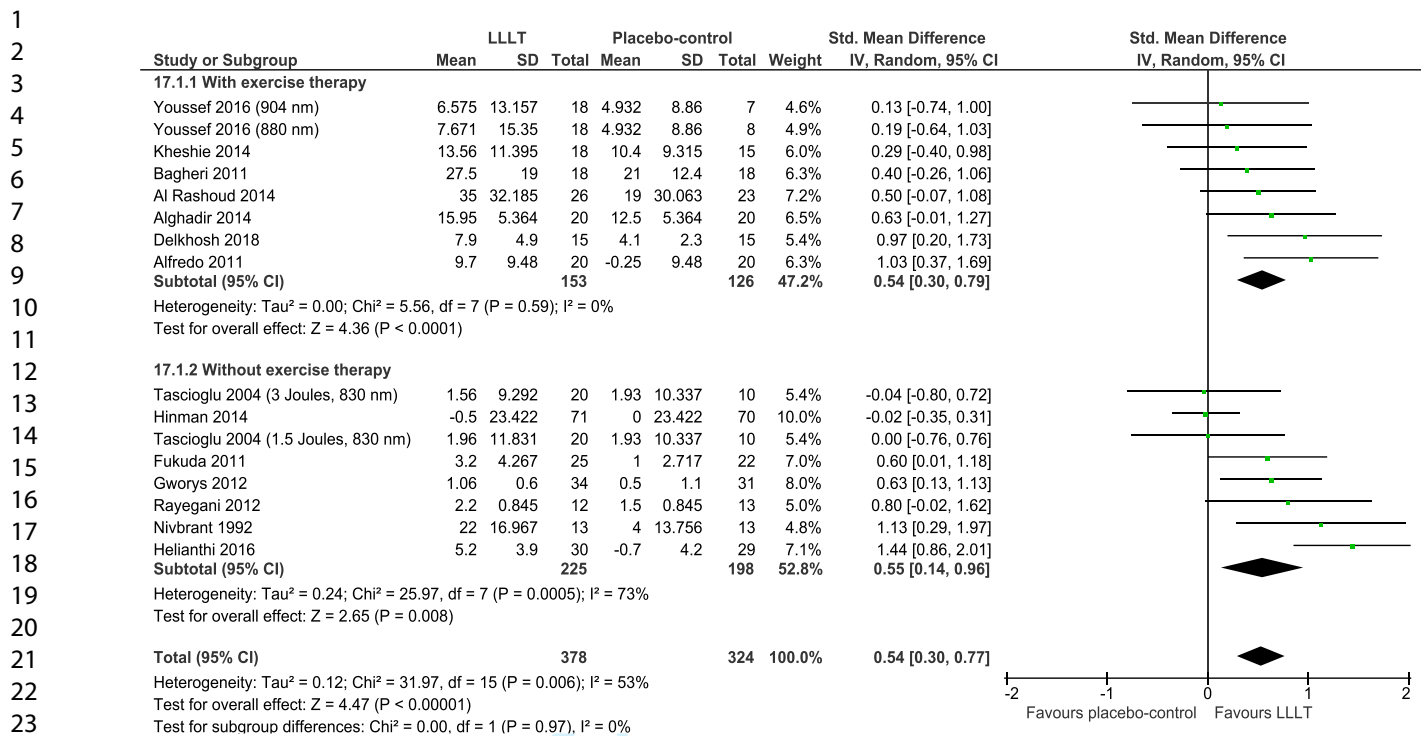 1
2
3
4
5
6
7
8
9
10
11
12
13
14
15
16
17
18
19
20
21
22
23
LLLT Placebo-control Std. Mean Difference Std. Mean Difference
Study or Subgroup Mean SD Total Mean SD Total Weight IV, Random, 95% CI IV, Random, 95% CI
17.1.1 With exercise therapy
Youssef 2016 (904 nm) 6.575 13.157 18 4.932 8.86 7 4.6% 0.13 [-0.74, 1.00]
Youssef 2016 (880 nm) 7.671 15.35 18 4.932 8.86 8 4.9% 0.19 [-0.64, 1.03]
Kheshie 2014 13.56 11.395 18 10.4 9.315 15 6.0% 0.29 [-0.40, 0.98]
Bagheri 2011 27.5 19 18 21 12.4 18 6.3% 0.40 [-0.26, 1.06]
Al Rashoud 2014 35 32.185 26 19 30.063 23 7.2% 0.50 [-0.07, 1.08]
Alghadir 2014 15.95 5.364 20 12.5 5.364 20 6.5% 0.63 [-0.01, 1.27]
Delkhosh 2018 7.9 4.9 15 4.1 2.3 15 5.4% 0.97 [0.20, 1.73]
Alfredo 2011 9.7 9.48 20 -0.25 9.48 20 6.3% 1.03 [0.37, 1.69]
Subtotal (95% CI) 153 126 47.2% 0.54 [0.30, 0.79]
Heterogeneity: Tau² = 0.00; Chi² = 5.56, df = 7 (P = 0.59); I² = 0%
Test for overall effect: Z = 4.36 (P < 0.0001)
17.1.2 Without exercise therapy
Tascioglu 2004 (3 Joules, 830 nm) 1.56 9.292 20 1.93 10.337 10 5.4% -0.04 [-0.80, 0.72]
Hinman 2014 -0.5 23.422 71 0 23.422 70 10.0% -0.02 [-0.35, 0.31]
Tascioglu 2004 (1.5 Joules, 830 nm) 1.96 11.831 20 1.93 10.337 10 5.4% 0.00 [-0.76, 0.76]
Fukuda 2011 3.2 4.267 25 1 2.717 22 7.0% 0.60 [0.01, 1.18]
Gworys 2012 1.06 0.6 34 0.5 1.1 31 8.0% 0.63 [0.13, 1.13]
Rayegani 2012 2.2 0.845 12 1.5 0.845 13 5.0% 0.80 [-0.02, 1.62]
Nivbrant 1992 22 16.967 13 4 13.756 13 4.8% 1.13 [0.29, 1.97]
Helianthi 2016 5.2 3.9 30 -0.7 4.2 29 7.1% 1.44 [0.86, 2.01]
Subtotal (95% CI) 225 198 52.8% 0.55 [0.14, 0.96]
Heterogeneity: Tau² = 0.24; Chi² = 25.97, df = 7 (P = 0.0005); I² = 73%
Test for overall effect: Z = 2.65 (P = 0.008)
Total (95% CI) 378 324 100.0% 0.54 [0.30, 0.77]
Heterogeneity: Tau² = 0.12; Chi² = 31.97, df = 15 (P = 0.006); I² = 53%
Test for overall effect: Z = 4.47 (P < 0.00001)
Test for subgroup differences: Chi² = 0.00, df = 1 (P = 0.97), I² = 0%
-2 -1 0 1 2
Favours placebo-control Favours LLLT